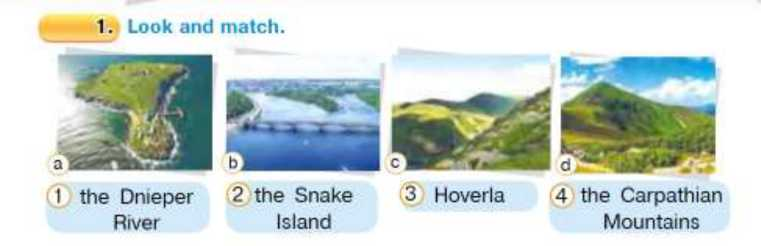 1. Look and match.
a
b
c
d
1 the Dnieper River
2 the Snake Island
3 Hoverla
4 the Carpathian Mountains